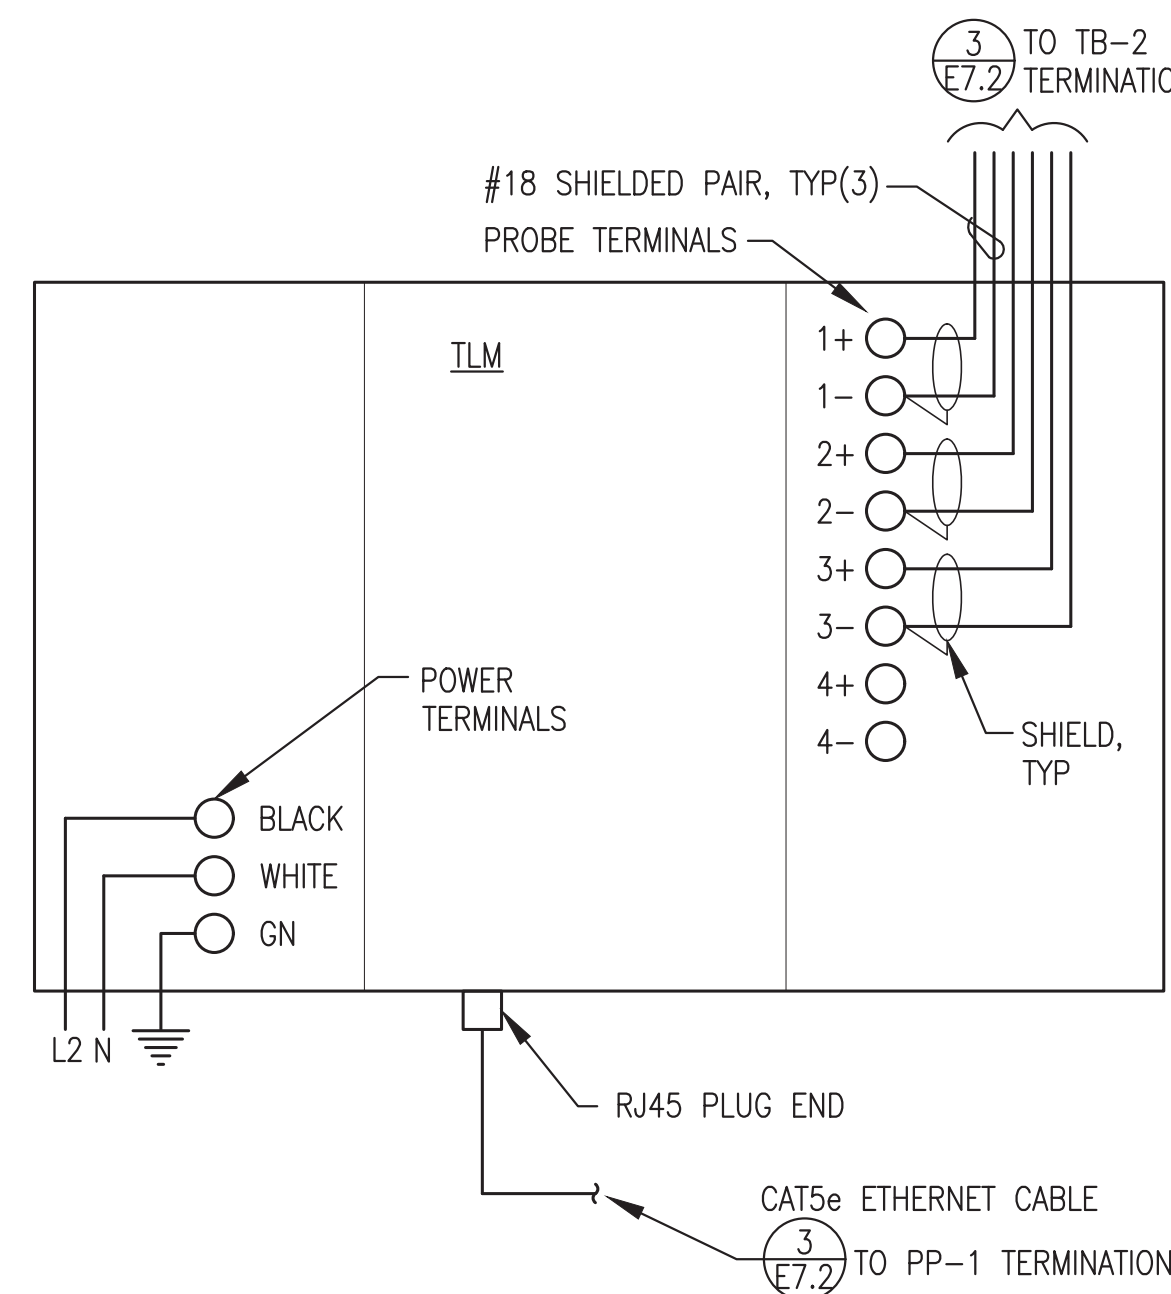 3
E7.2
TO TB-2
#18 SHIELDED PAIR, TYP(3)
PROBE TERMINALS
TLM
1+
1-
2+
2-
3+
3-
4+
4-
SHIELD,
TYP
POWER
TERMINALS
BLACK
WHITE
GN
L2 N
RJ45 PLUG END
CAT5e ETHERNET CABLE
3
E7.2
TO PP-1 TERMINATION